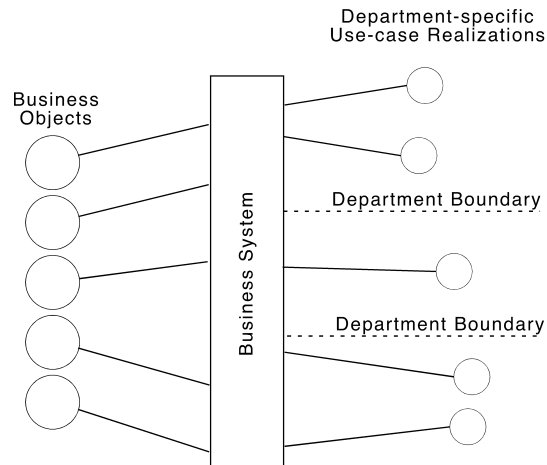 Department-specific
Use-case Realizations
Business
Objects
Department Boundary
Business System
Department Boundary